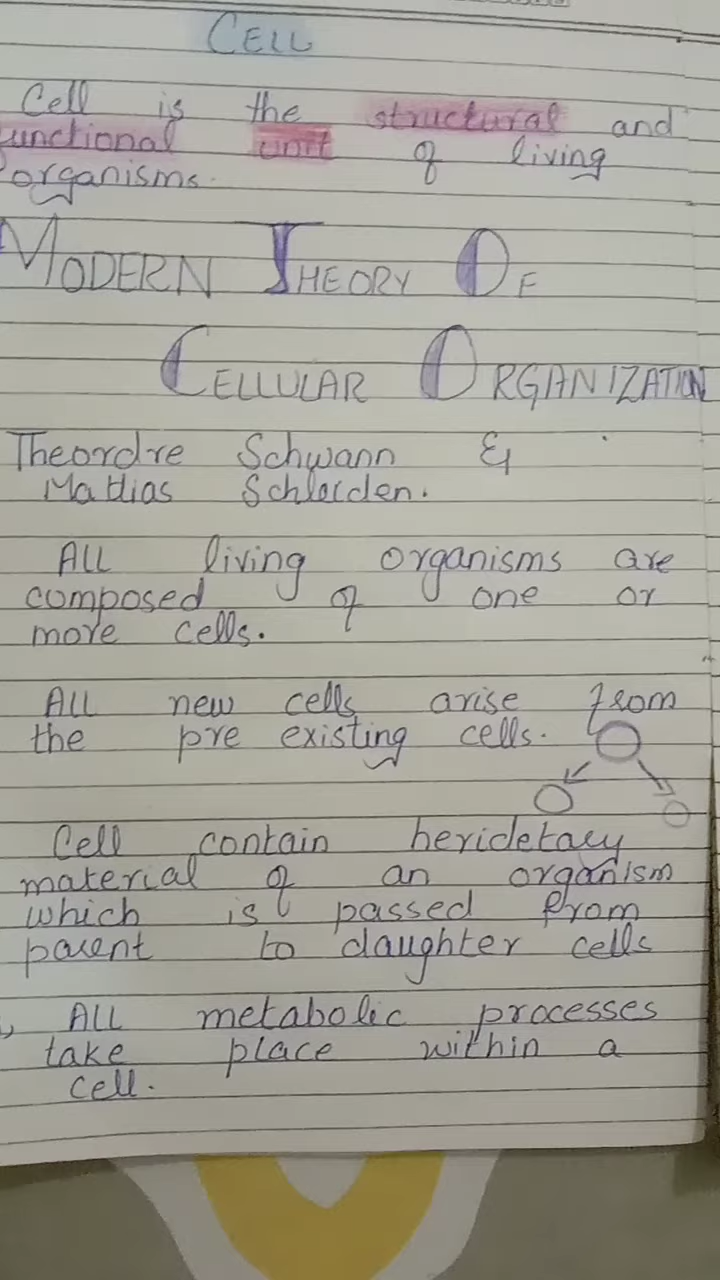 CELL
Cell is the structural and
unctional unit of living
organisms.
MODERN THEORY OF
CELLULAR ORGANIZATION
Theordre Schwann &
Mattias Schleiden.
All living organisms are
composed of one or
more cells.
All new cells arise from
the pre existing cells.
Cell contain heridetary
material of an organism
which is passed from
parent to daughter cells
All metabolic processes
take place within a
cell.